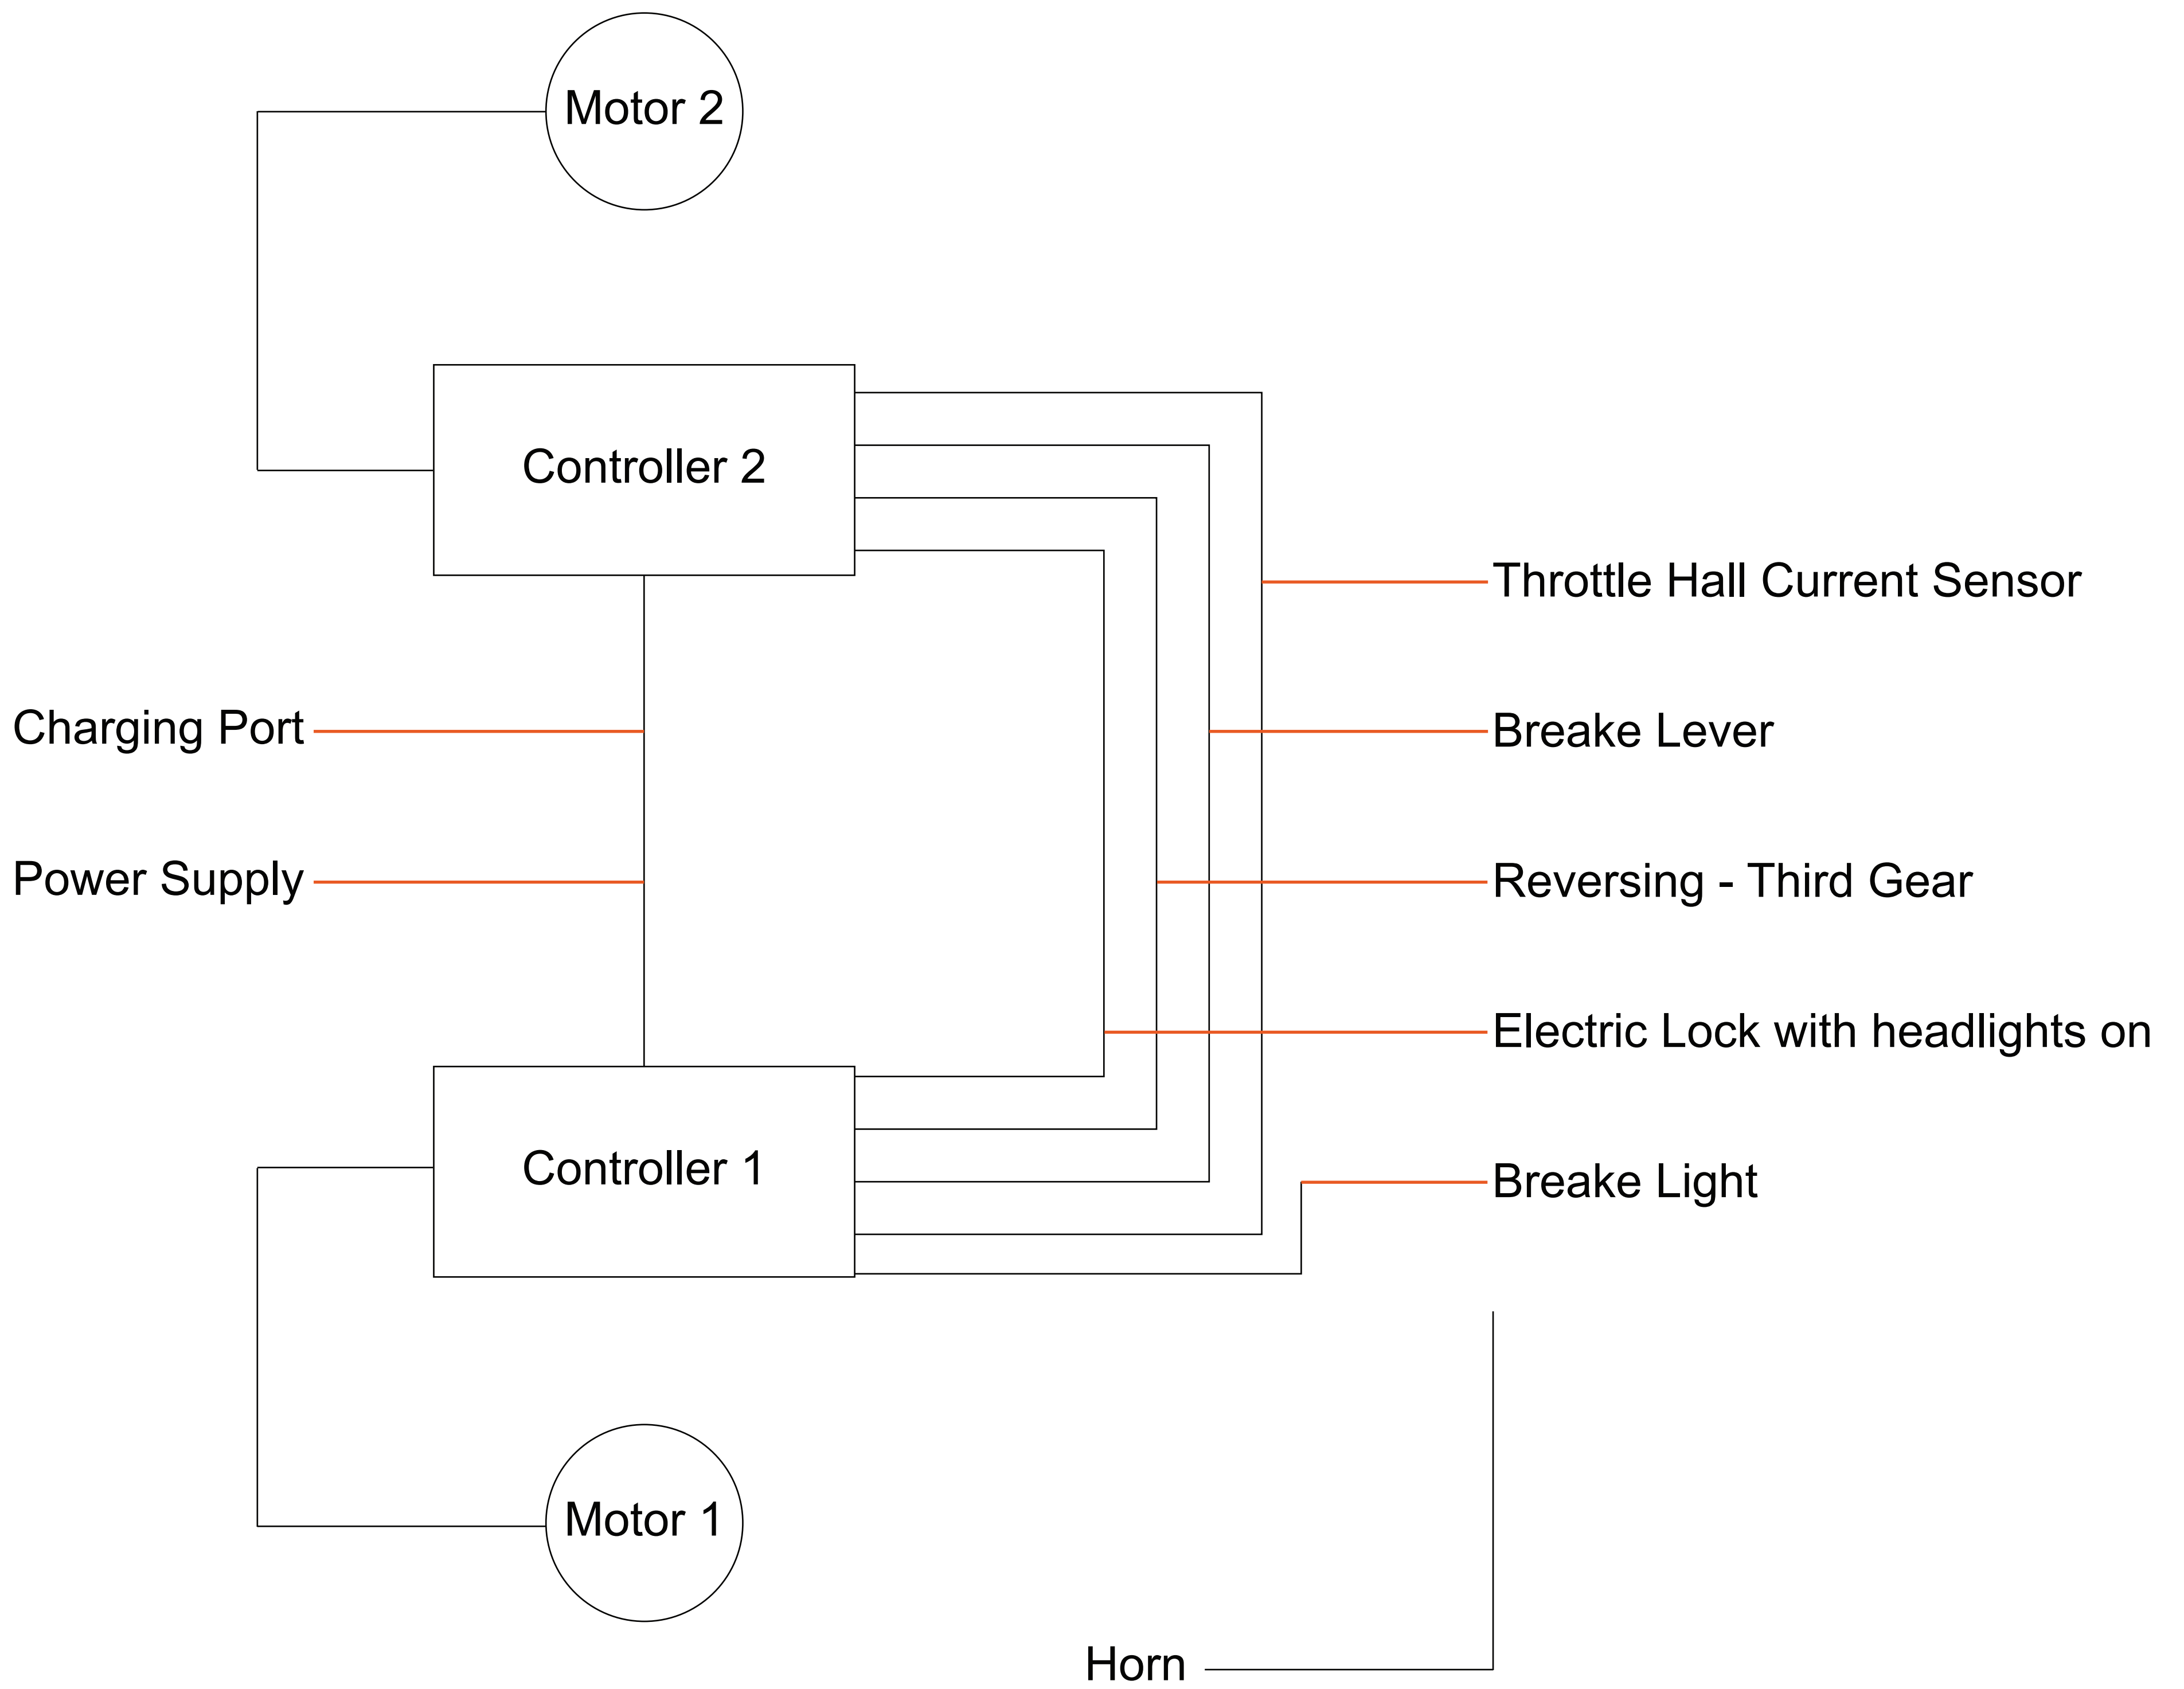 Motor 2
Controller 2
Throttle Hall Current Sensor
Charging Port
Breake Lever
Power Supply
Reversing - Third Gear
Electric Lock with headlights on
Controller 1
Breake Light
Motor 1
Horn